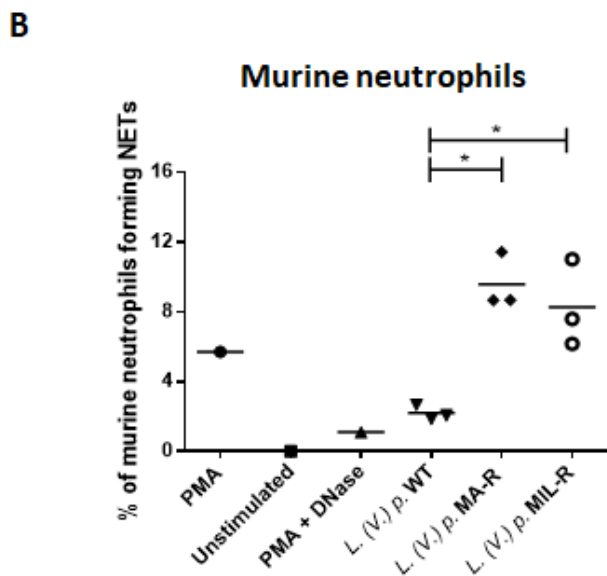 B
Murine neutrophils
% of murine neutrophils forming NETs
16
12
8
4
0
*
*
PMA
Unstimulated
PMA + DNase
L. (V.) p. WT
L. (V.) p. MA-R
L. (V.) p. MIL-R